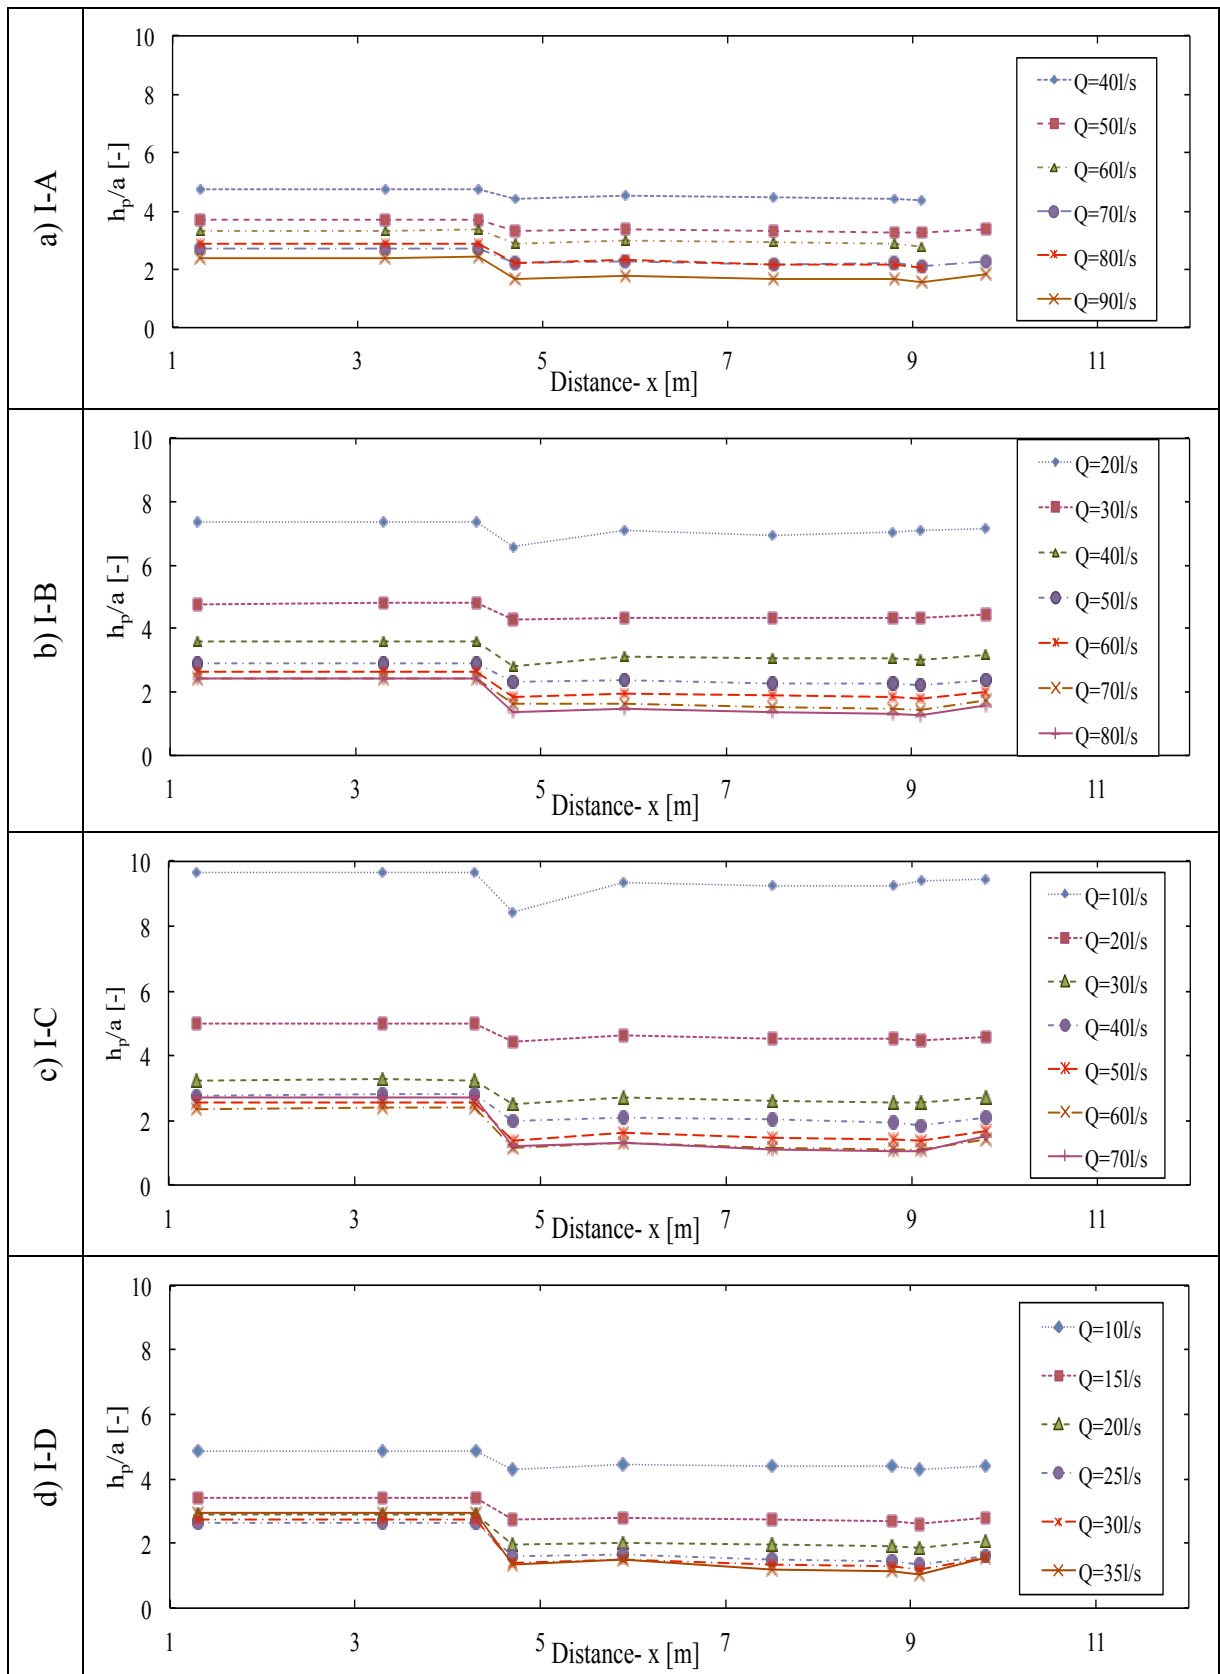 a) I-A
h_p/a [-]
10
8
6
4
2
0
1 3 5 7 9 11
Distance- x [m]
Q=40l/s
Q=50l/s
Q=60l/s
Q=70l/s
Q=80l/s
Q=90l/s
b) I-B
h_p/a [-]
10
8
6
4
2
0
1 3 5 7 9 11
Distance- x [m]
Q=20l/s
Q=30l/s
Q=40l/s
Q=50l/s
Q=60l/s
Q=70l/s
Q=80l/s
c) I-C
h_p/a [-]
10
8
6
4
2
0
1 3 5 7 9 11
Distance- x [m]
Q=10l/s
Q=20l/s
Q=30l/s
Q=40l/s
Q=50l/s
Q=60l/s
Q=70l/s
d) I-D
h_p/a [-]
10
8
6
4
2
0
1 3 5 7 9 11
Distance- x [m]
Q=10l/s
Q=15l/s
Q=20l/s
Q=25l/s
Q=30l/s
Q=35l/s